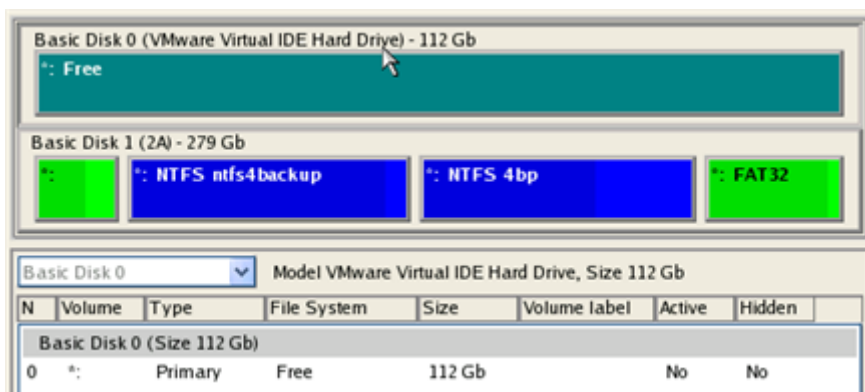 Basic Disk 0 (VMware Virtual IDE Hard Drive) - 112 Gb
*: Free
Basic Disk 1 (2A) - 279 Gb
*: *: NTFS ntfs4backup *: NTFS 4bp *: FAT32
Basic Disk 0 Model VMware Virtual IDE Hard Drive, Size 112 Gb
N Volume Type File System Size Volume label Active Hidden
Basic Disk 0 (Size 112 Gb)
0 *: Primary Free 112 Gb No No